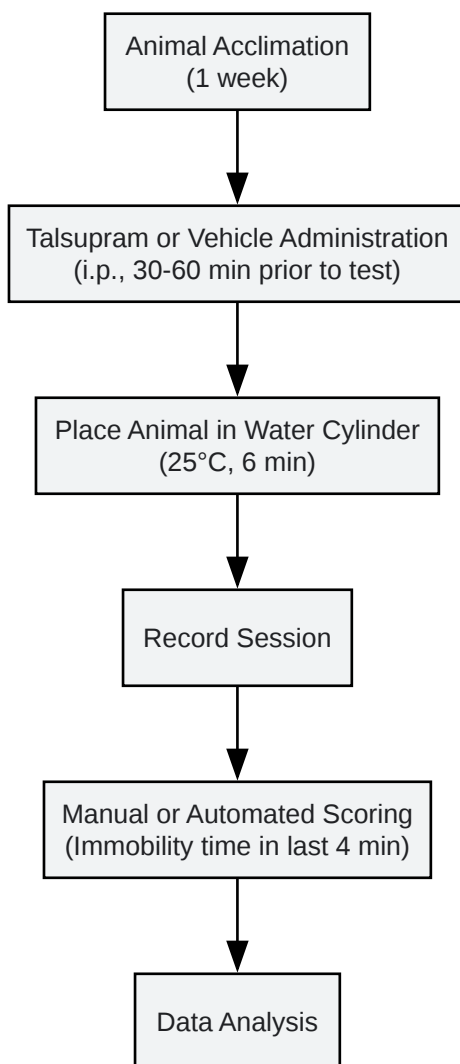 Animal Acclimation
(1 week)
Talsupram or Vehicle Administration
(i.p., 30-60 min prior to test)
Place Animal in Water Cylinder
(25°C, 6 min)
Record Session
Manual or Automated Scoring
(Immobility time in last 4 min)
Data Analysis